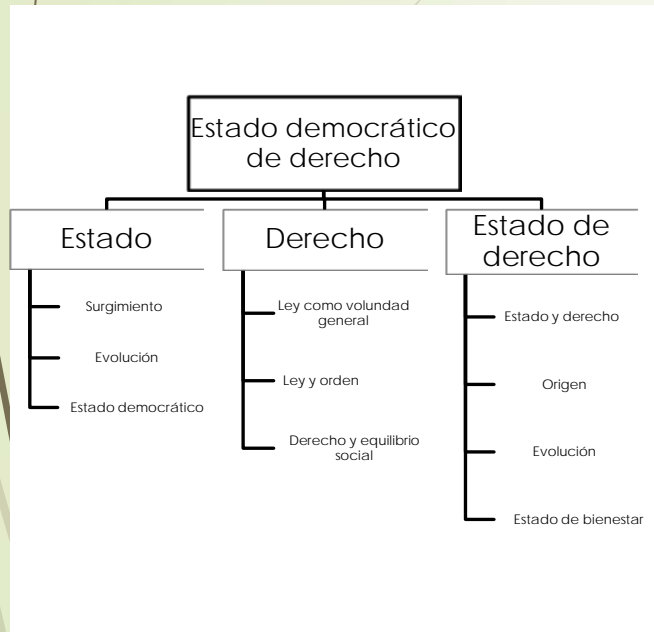 Estado democrático
de derecho
Estado
Surgimiento
Evolución
Estado democrático
Derecho
Ley como volundad
general
Ley y orden
Derecho y equilibrio
social
Estado de
derecho
Estado y derecho
Origen
Evolución
Estado de bienestar